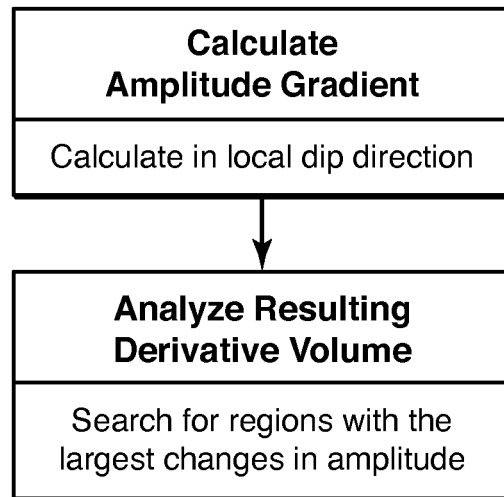 Calculate
Amplitude Gradient
Calculate in local dip direction
Analyze Resulting
Derivative Volume
Search for regions with the
largest changes in amplitude